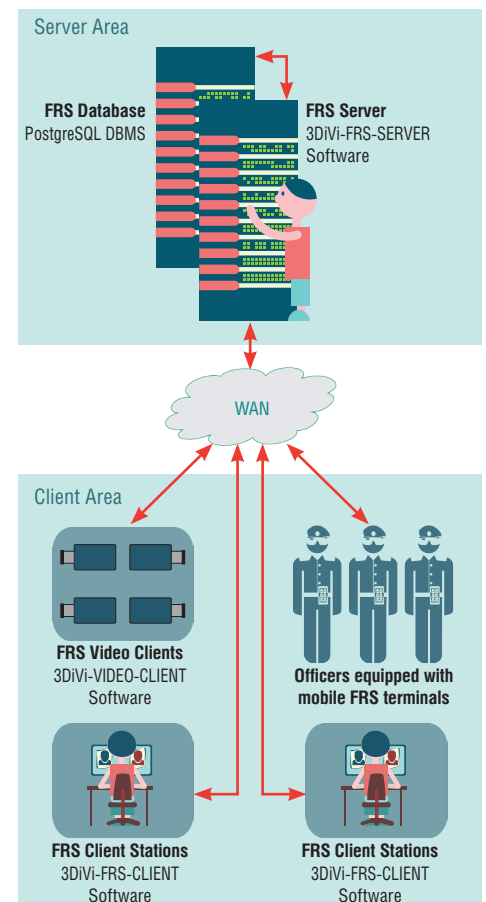 Server Area
FRS Database
PostgreSQL DBMS
FRS Server
3DiVi-FRS-SERVER
Software
WAN
Client Area
FRS Video Clients
3DiVi-VIDEO-CLIENT
Software
Officers equipped with
mobile FRS terminals
FRS Client Stations
3DiVi-FRS-CLIENT
Software
FRS Client Stations
3DiVi-FRS-CLIENT
Software